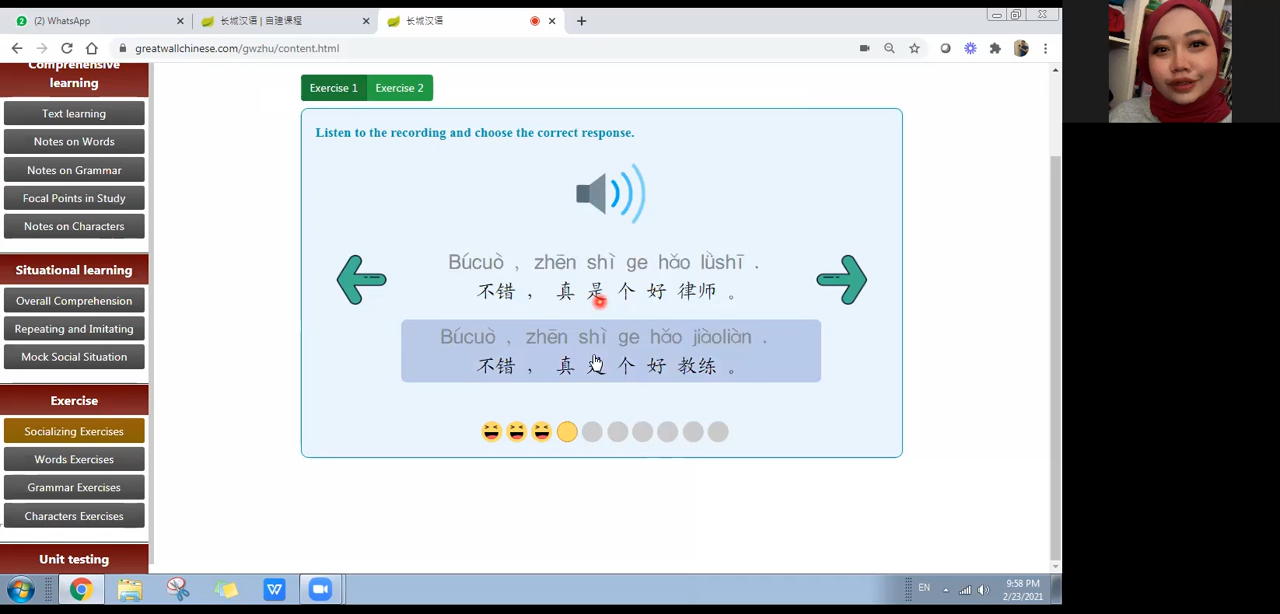 (2) WhatsApp
长城汉语 | 自建课程
长城汉语
greatwallchinese.com/gwzhu/content.html
Comprehensive
learning
Text learning
Notes on Words
Notes on Grammar
Focal Points in Study
Notes on Characters
Situational learning
Overall Comprehension
Repeating and Imitating
Mock Social Situation
Exercise
Socializing Exercises
Words Exercises
Grammar Exercises
Characters Exercises
Unit testing
Exercise 1 Exercise 2
Listen to the recording and choose the correct response.
Búcuò , zhēn shì ge hǎo lǜshī .
不错 , 真 是 个 好 律师 。
Búcuò , zhēn shì ge hǎo jiàoliàn .
不错 , 真 是 个 好 教练 。
EN
9:58 PM
2/23/2021